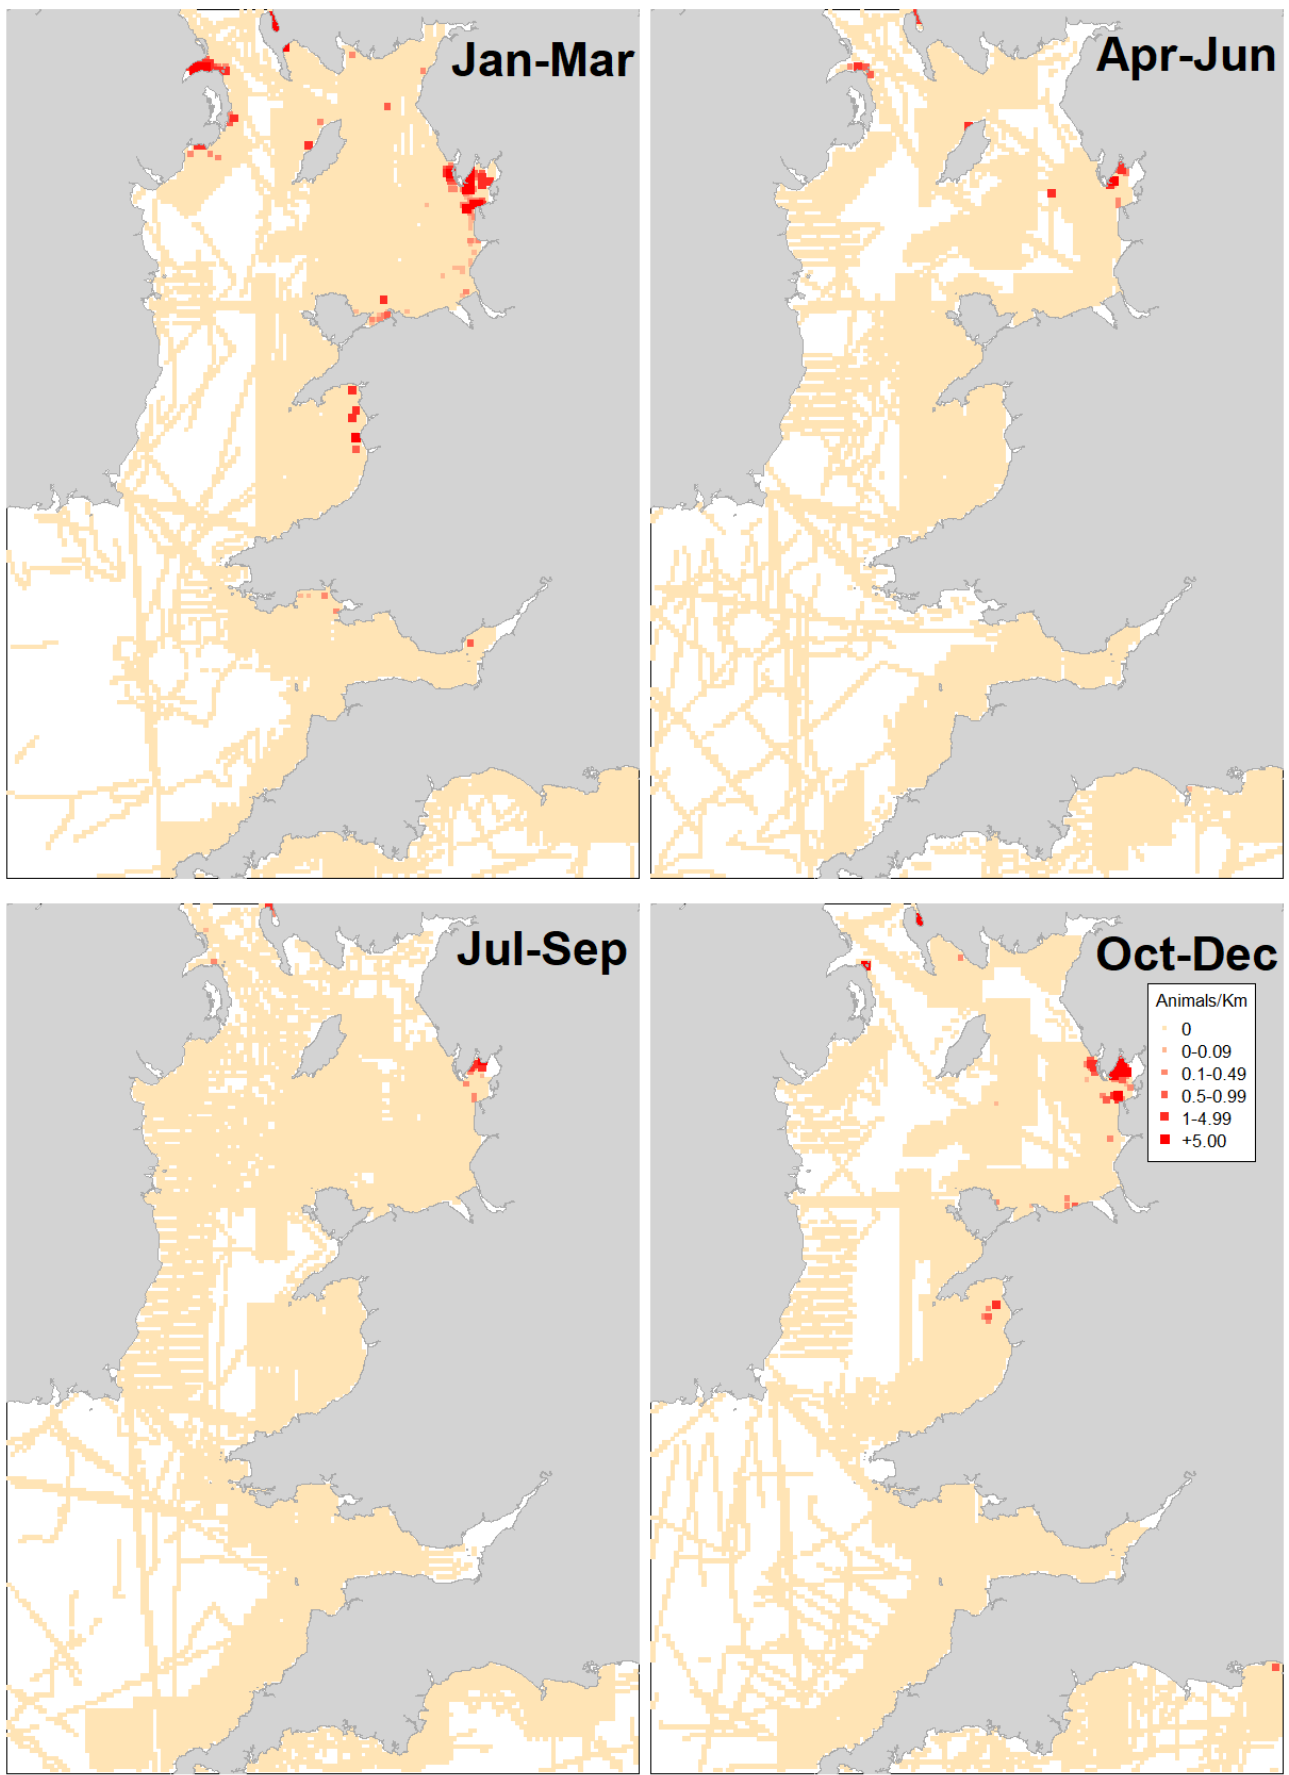 Jan-Mar
Apr-Jun
Jul-Sep
Oct-Dec
Animals/Km
0
0-0.09
0.1-0.49
0.5-0.99
1-4.99
+5.00